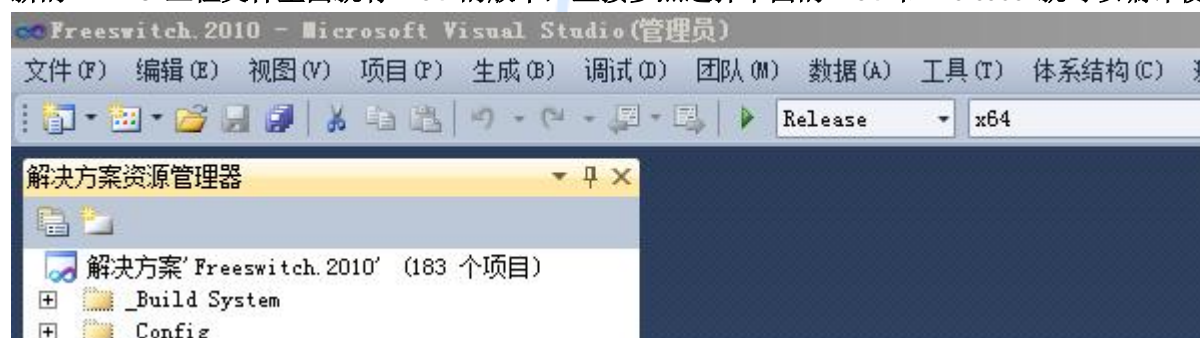 Freeswitch.2010 - Microsoft Visual Studio(管理员)
文件(F) 编辑(E) 视图(V) 项目(P) 生成(B) 调试(D) 团队(M) 数据(A) 工具(T) 体系结构(C)
Release x64
解决方案资源管理器
解决方案'Freeswitch.2010' (183 个项目)
_Build System
_Config